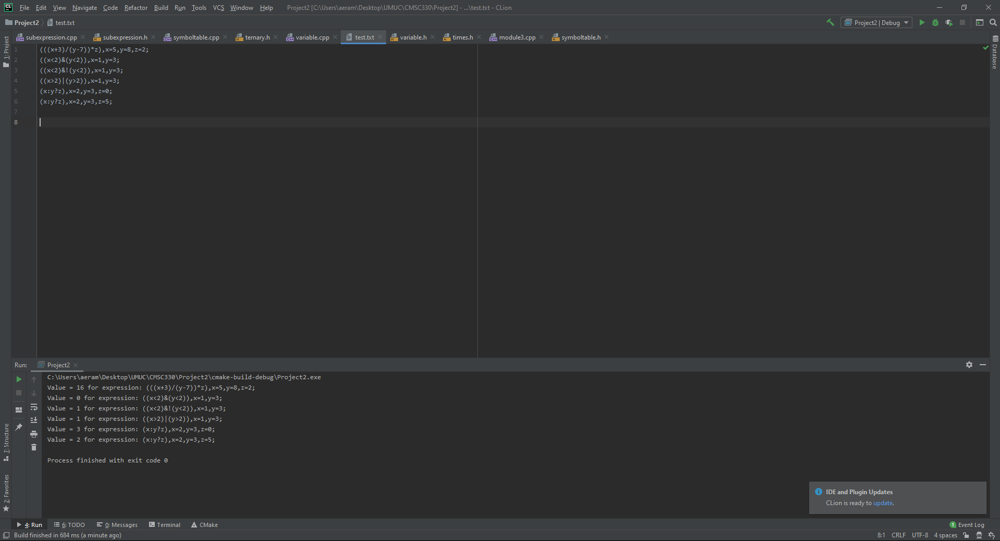 CL File Edit View Navigate Code Refactor Build Run Tools VCS Window Help Project2 [C:\Users\aeram\Desktop\UMUC\CMSC330\Project2] - ...\test.txt - CLion
Project2 test.txt Project2 | Debug
subexpression.cpp subexpression.h symboltable.cpp ternary.h variable.cpp test.txt variable.h times.h module3.cpp symboltable.h
1: Project
Database
1 (((x+3)/(y-7))*z),x=5,y=8,z=2;
2 ((x<2)&(y<2)),x=1,y=3;
3 ((x<2)&!(y<2)),x=1,y=3;
4 ((x>2)|(y>2)),x=1,y=3;
5 (x:y?z),x=2,y=3,z=0;
6 (x:y?z),x=2,y=3,z=5;
7
8
Run: Project2
C:\Users\aeram\Desktop\UMUC\CMSC330\Project2\cmake-build-debug\Project2.exe
Value = 16 for expression: (((x+3)/(y-7))*z),x=5,y=8,z=2;
Value = 0 for expression: ((x<2)&(y<2)),x=1,y=3;
Value = 1 for expression: ((x<2)&!(y<2)),x=1,y=3;
Value = 1 for expression: ((x>2)|(y>2)),x=1,y=3;
Value = 3 for expression: (x:y?z),x=2,y=3,z=0;
Value = 2 for expression: (x:y?z),x=2,y=3,z=5;
Process finished with exit code 0
7: Structure
2: Favorites
IDE and Plugin Updates
CLion is ready to update.
4: Run 6: TODO 0: Messages Terminal CMake 1 Event Log
Build finished in 684 ms (a minute ago) 8:1 CRLF UTF-8 4 spaces